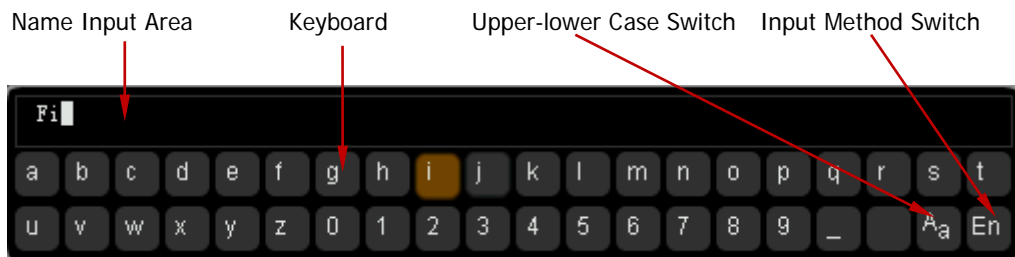 Name Input Area Keyboard Upper-lower Case Switch Input Method Switch
Fi
a b c d e f g h i j k l m n o p q r s t
u v w x y z 0 1 2 3 4 5 6 7 8 9 _ Aa En